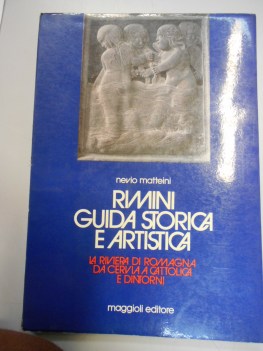 nevio matteini
RIMINI
GUIDA STORICA
E ARTISTICA
LA RIVIERA DI ROMAGNA
DA CERVIA A CATTOLICA
E DINTORNI
maggioli editore